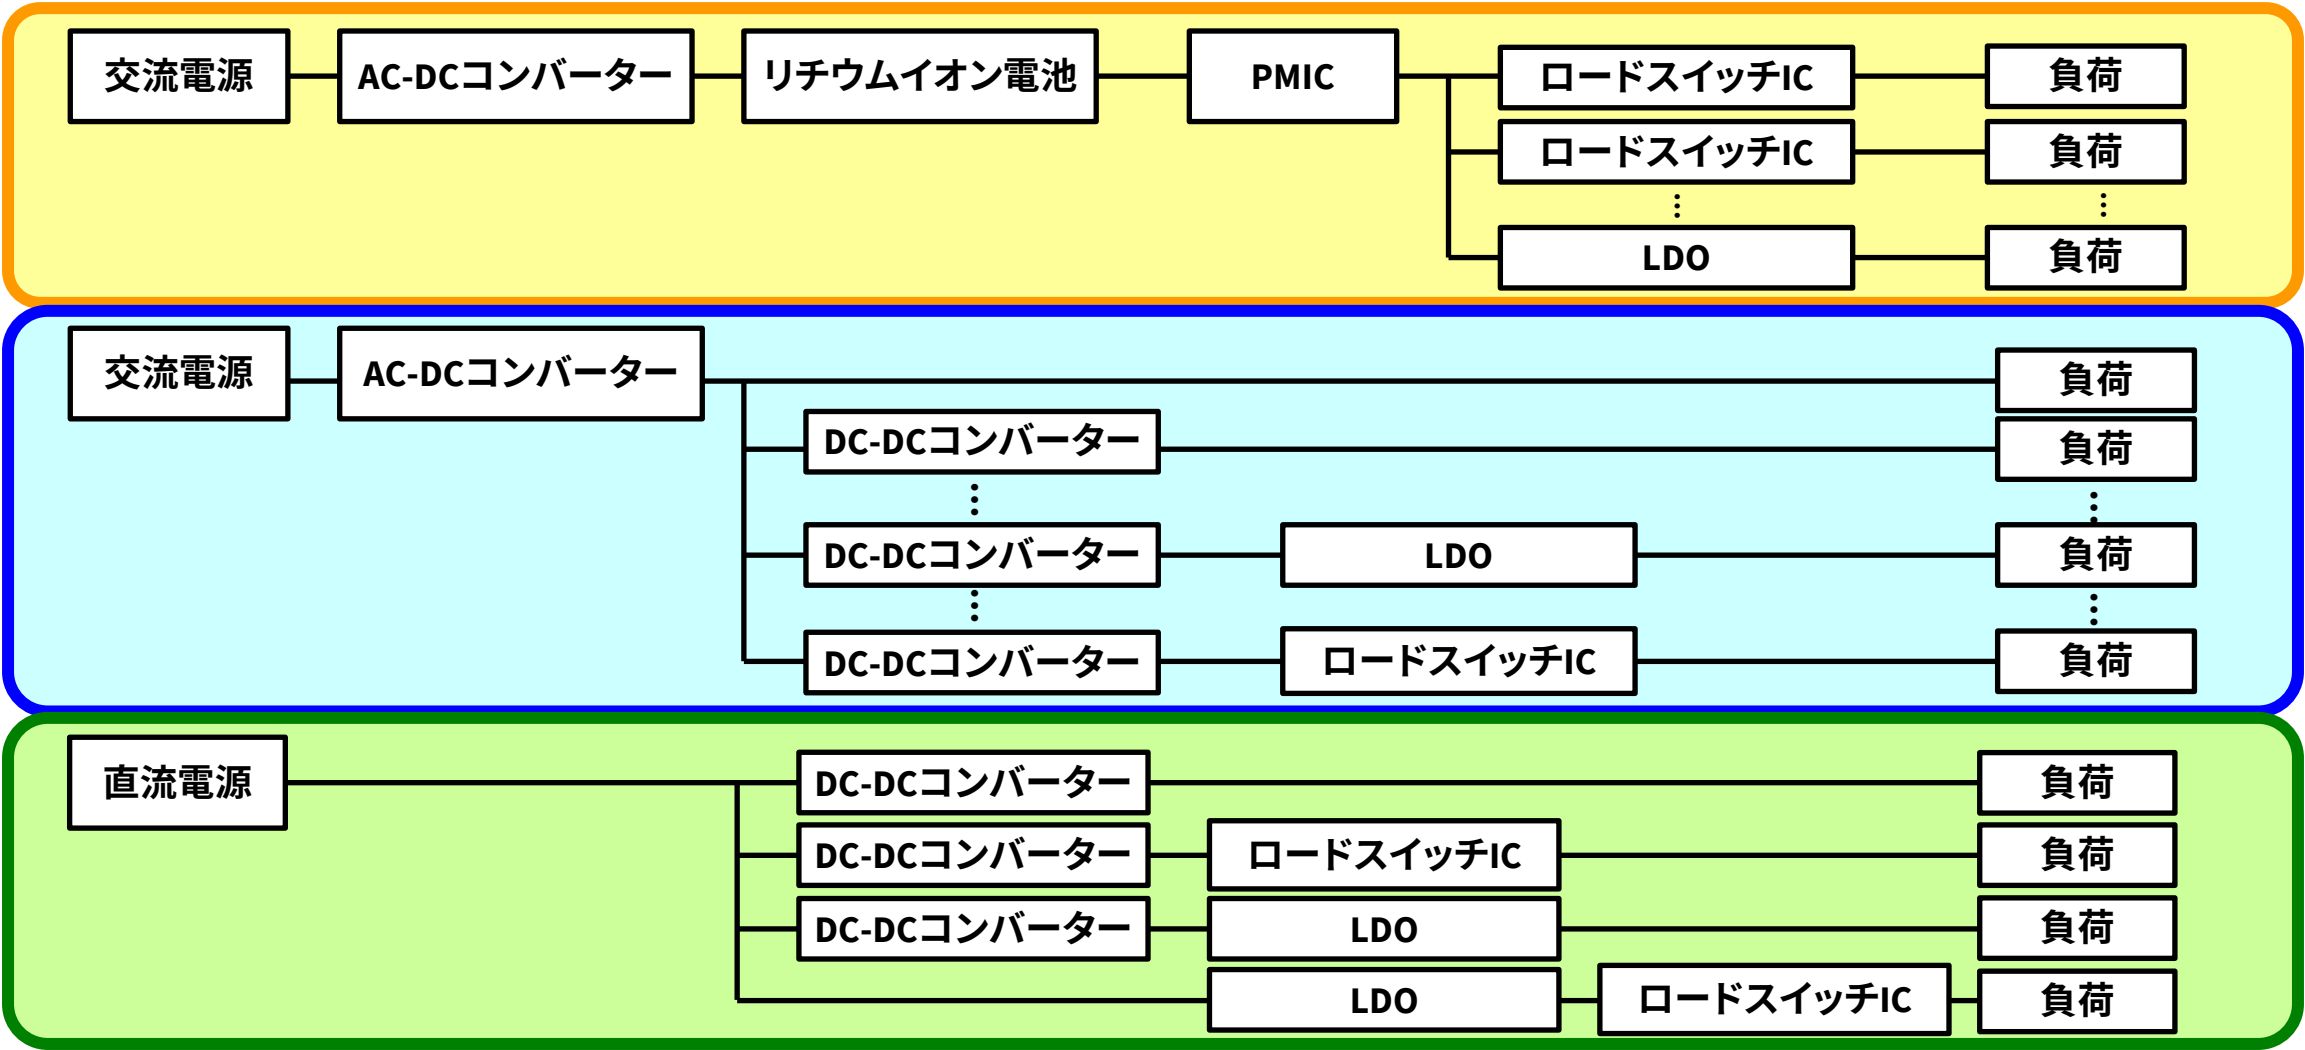 交流電源
AC-DCコンバーター
リチウムイオン電池
PMIC
ロードスイッチIC
負荷
ロードスイッチIC
負荷
LDO
負荷
交流電源
AC-DCコンバーター
負荷
DC-DCコンバーター
負荷
DC-DCコンバーター
LDO
負荷
DC-DCコンバーター
ロードスイッチIC
負荷
直流電源
DC-DCコンバーター
負荷
DC-DCコンバーター
ロードスイッチIC
負荷
DC-DCコンバーター
LDO
負荷
LDO
ロードスイッチIC
負荷